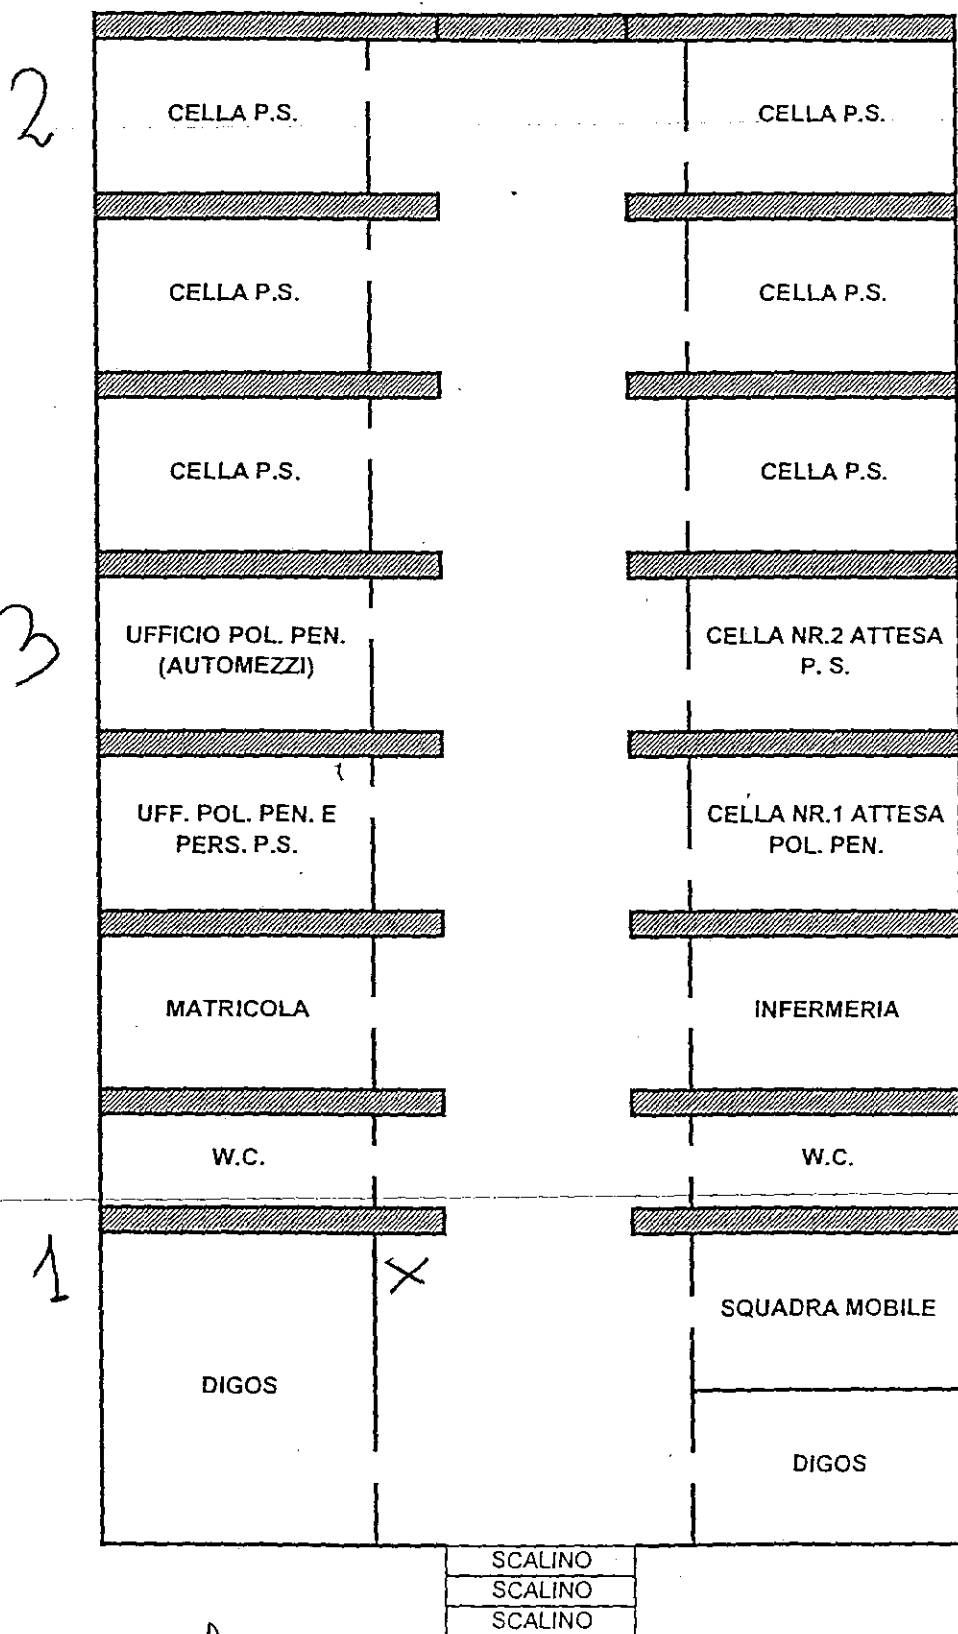 2
CELLA P.S.
CELLA P.S.
CELLA P.S.
CELLA P.S.
CELLA P.S.
CELLA P.S.
3
UFFICIO POL. PEN.
(AUTOMEZZI)
CELLA NR.2 ATTESA
P. S.
UFF. POL. PEN. E
PERS. P.S.
CELLA NR.1 ATTESA
POL. PEN.
MATRICOLA
INFERMERIA
W.C.
W.C.
1
X
SQUADRA MOBILE
DIGOS
DIGOS
SCALINO
SCALINO
SCALINO